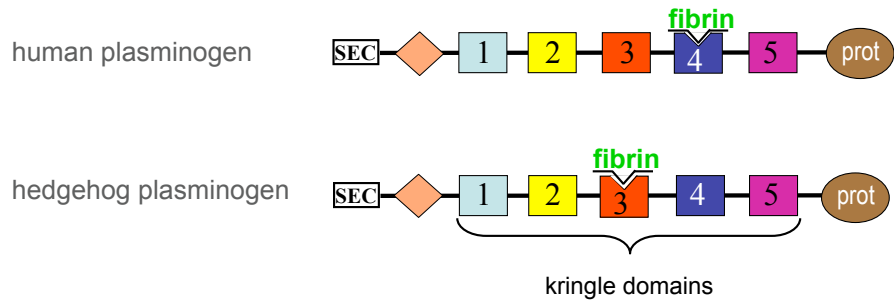 fibrin
human plasminogen SEC 1 2 3 4 5 prot
fibrin
hedgehog plasminogen SEC 1 2 3 4 5 prot
kringle domains